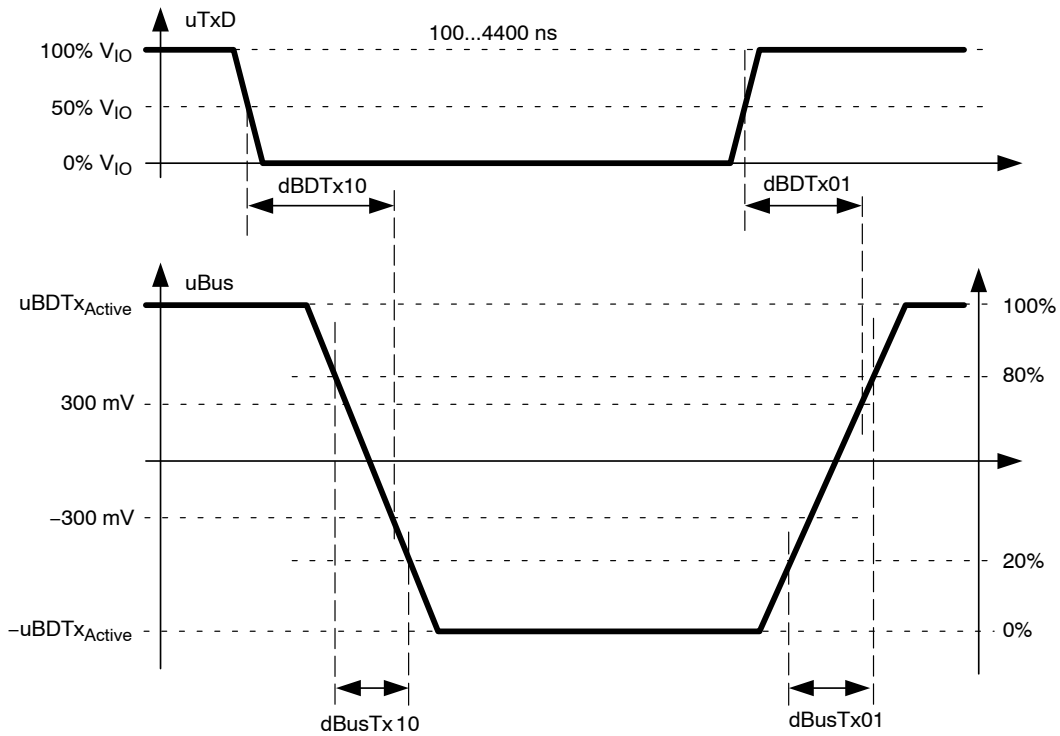 uTxD
100...4400 ns
100% VIO
50% VIO
0% VIO
dBDTx10
dBDTx01
uBus
uBDTxActive
100%
80%
300 mV
−300 mV
20%
−uBDTxActive
0%
dBusTx10
dBusTx01